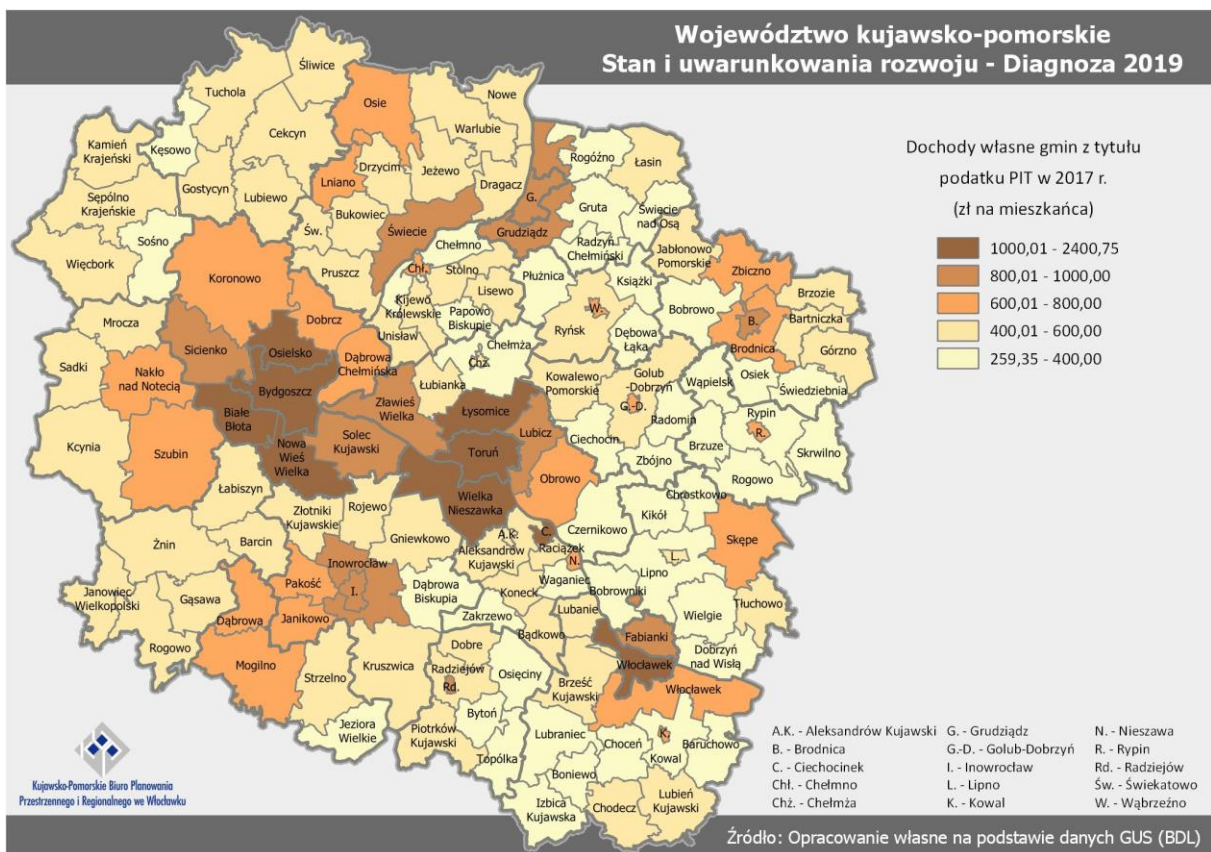 Województwo kujawsko-pomorskie
Stan i uwarunkowania rozwoju - Diagnoza 2019
Dochody własne gmin z tytułu
podatku PIT w 2017 r.
(zł na mieszkańca)
1000,01 - 2400,75
800,01 - 1000,00
600,01 - 800,00
400,01 - 600,00
259,35 - 400,00
Śliwice
Tuchola
Osie
Nowe
Cekcyn
Warlubie
Kamień
Krajeński
Kęsowo
Rogóźno
Łasin
Drzycim
Jeżewo
Lniano
Dragacz
G.
Gostycyn
Lubiewo
Sępólno
Krajeńskie
Gruta
Świecie
nad Osą
Bukowiec
Św.
Świecie
Grudziądz
Sośno
Chełmno
Radzyń
Chełmiński
Jabłonowo
Pomorskie
Więcbork
Koronowo
Pruszcz
Chł.
Stolno
Płużnica
Książki
Zbiczno
Brzozie
Kijewo
Królewskie
Lisewo
W.
Bobrowo
Bartniczka
Mrocza
Dobrcz
Papowo
Biskupie
Ryńsk
B.
Unisław
Dębowa
Łąka
Brodnica
Górzno
Sicienko
Osielsko
Dąbrowa
Chełmińska
Chełmża
Sadki
Nakło
nad Notecią
Chż.
Łubianka
Kowalewo
Pomorskie
Golub
-Dobrzyń
Wąpielsk
Osiek
Świedziebnia
Bydgoszcz
Zławieś
Wielka
Łysomice
G.-D.
Radomin
Rypin
Białe
Błota
Lubicz
R.
Kcynia
Szubin
Nowa
Wieś
Wielka
Solec
Kujawski
Toruń
Ciechocin
Zbójno
Brzuze
Skrwilno
Obrowo
Rogowo
Łabiszyn
Wielka
Nieszawka
Chrostkowo
Złotniki
Kujawskie
Rojewo
Czernikowo
Kikół
Gniewkowo
A.K.
C.
Skępe
Żnin
Barcin
Aleksandrów
Kujawski
Raciążek
Inowrocław
N.
L.
Pakość
Dąbrowa
Biskupia
Waganiec
Lipno
Janowiec
Wielkopolski
Gąsawa
I.
Koneck
Bobrowniki
Dąbrowa
Janikowo
Lubanie
Wielgie
Tłuchowo
Zakrzewo
Rogowo
Bądkowo
Fabianki
Mogilno
Dobre
Dobrzyń
nad Wisłą
Strzelno
Kruszwica
Osięciny
Włocławek
Radziejów
Brześć
Kujawski
Włocławek
Rd.
Jeziora
Wielkie
Bytoń
Piotrków
Kujawski
Lubraniec
Choceń
K.
Kowal
Baruchowo
Topólka
Boniewo
Izbica
Kujawska
Chodecz
Lubień
Kujawski
A.K. - Aleksandrów Kujawski
B. - Brodnica
C. - Ciechocinek
Chł. - Chełmno
Chż. - Chełmża
G. - Grudziądz
G.-D. - Golub-Dobrzyń
I. - Inowrocław
L. - Lipno
K. - Kowal
N. - Nieszawa
R. - Rypin
Rd. - Radziejów
Św. - Świekatowo
W. - Wąbrzeźno
Kujawsko-Pomorskie Biuro Planowania
Przestrzennego i Regionalnego we Włocławku
Źródło: Opracowanie własne na podstawie danych GUS (BDL)